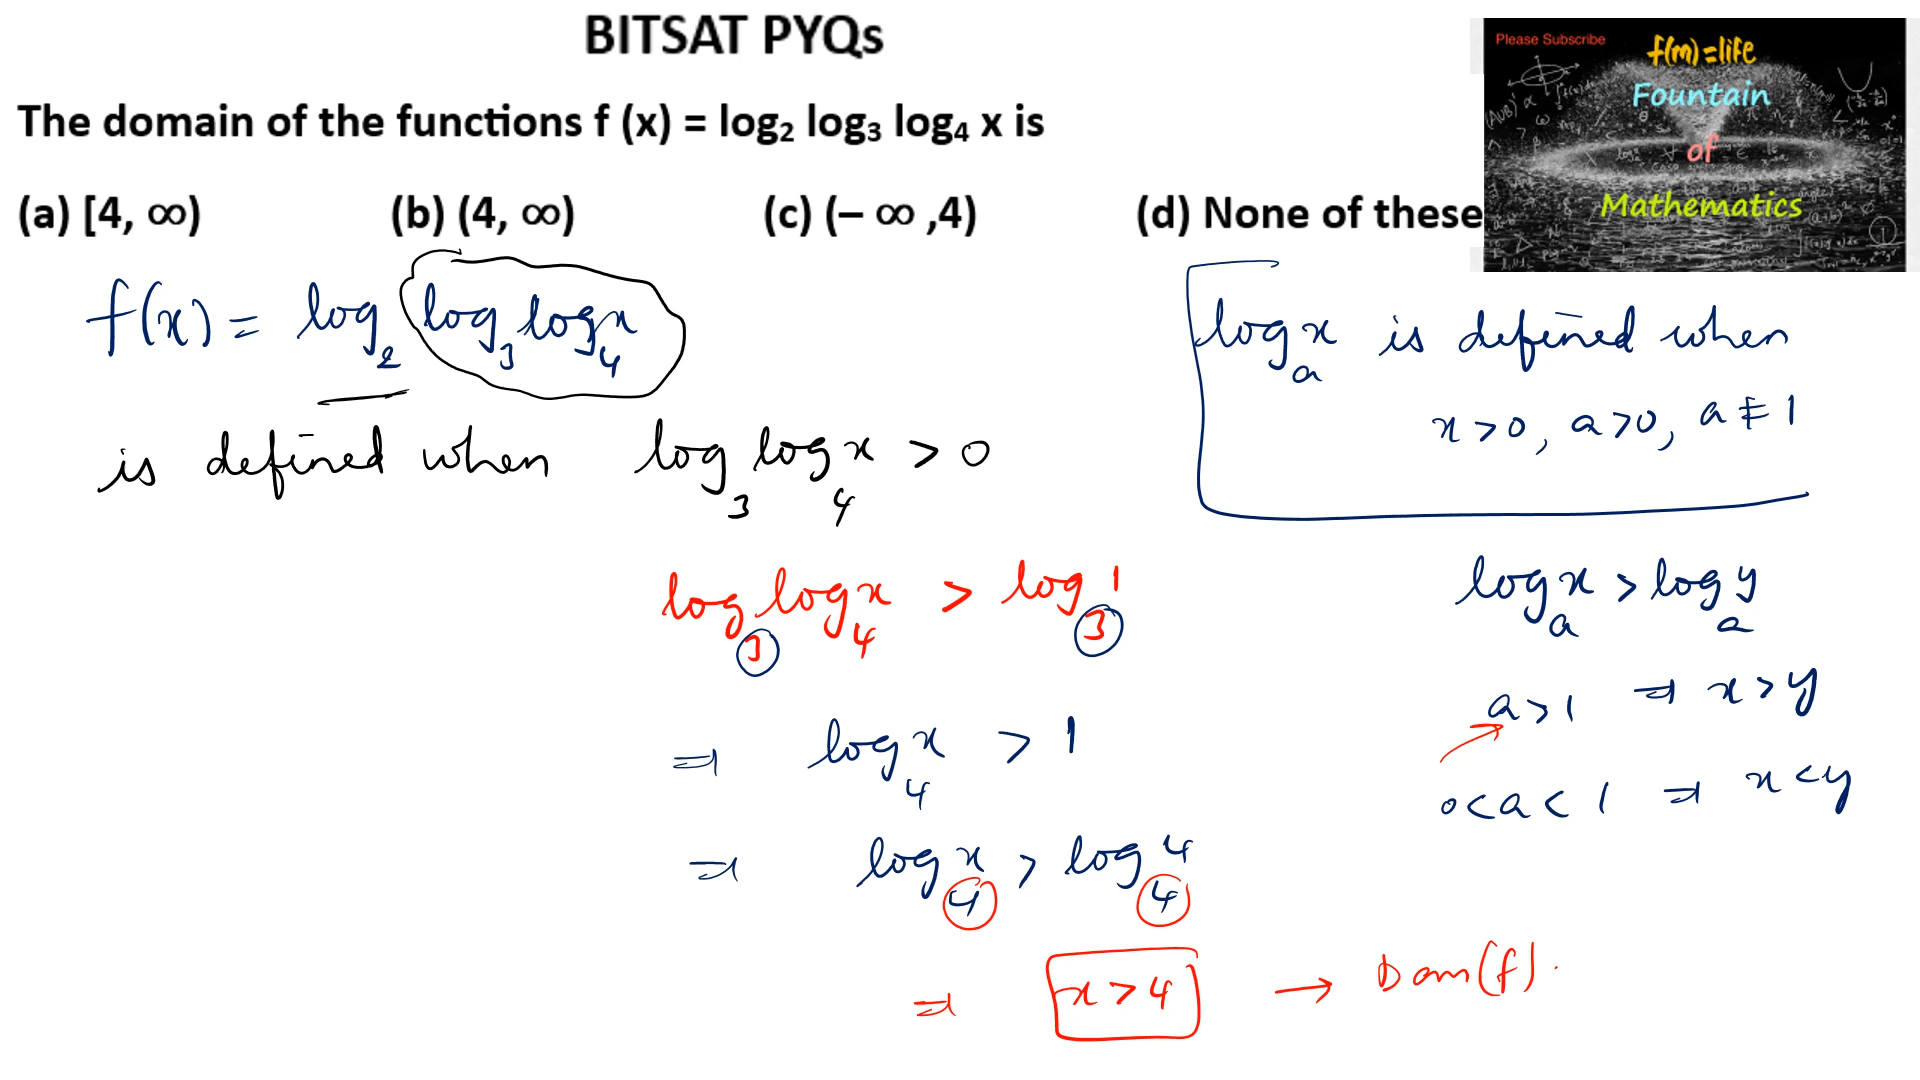 BITSAT PYQs
Please Subscribe
f(m)=life
Fountain
of
Mathematics
The domain of the functions f (x) = log₂ log₃ log₄ x is
(a) [4, ∞) (b) (4, ∞) (c) (– ∞ ,4) (d) None of these
f(x) = log₂ log₃ log₄ x
is defined when log₃ log₄ x > 0
log₃ log₄ x > log₃ 1
⇒ log₄ x > 1
⇒ log₄ x > log₄ 4
⇒ x > 4 → Dom(f).
logₐ x is defined when
x > 0, a > 0, a ≠ 1
logₐ x > logₐ y
a > 1 ⇒ x > y
0 < a < 1 ⇒ x < y